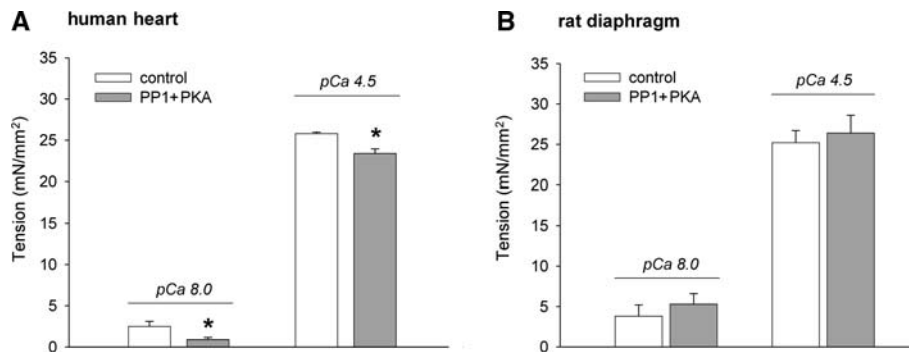 A human heart
35
30
25
20
15
10
5
0
Tension (mN/mm²)
control
PP1+PKA
pCa 4.5
*
pCa 8.0
*
B rat diaphragm
35
30
25
20
15
10
5
0
Tension (mN/mm²)
control
PP1+PKA
pCa 4.5
pCa 8.0